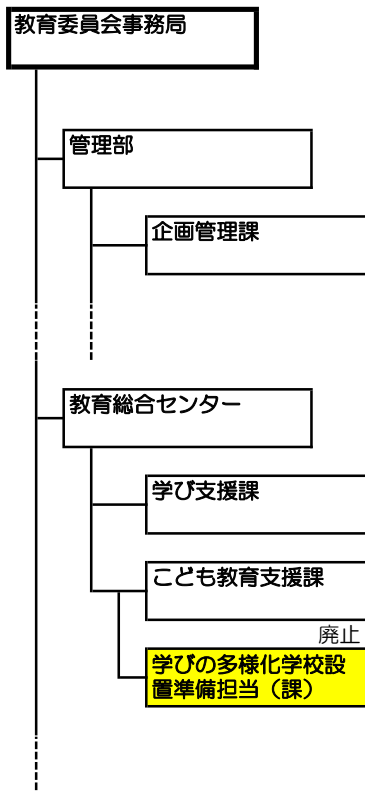 教育委員会事務局
管理部
企画管理課
教育総合センター
学び支援課
こども教育支援課
廃止
学びの多様化学校設
置準備担当（課）